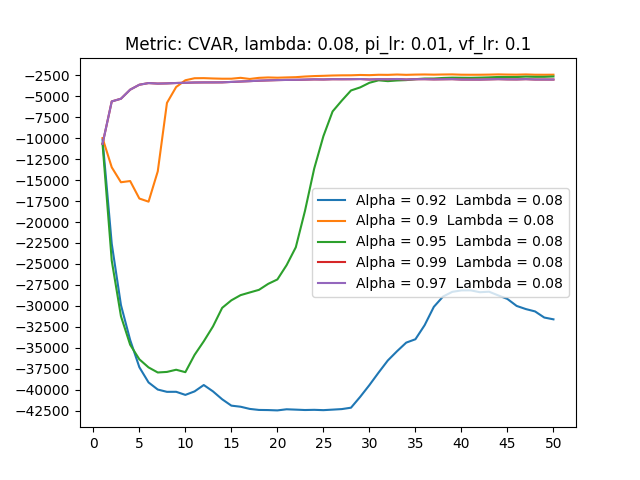 Metric: CVAR, lambda: 0.08, pi_lr: 0.01, vf_lr: 0.1
−2500
−5000
−7500
−10000
−12500
−15000
−17500
−20000
−22500
−25000
−27500
−30000
−32500
−35000
−37500
−40000
−42500
Alpha = 0.92  Lambda = 0.08
Alpha = 0.9  Lambda = 0.08
Alpha = 0.95  Lambda = 0.08
Alpha = 0.99  Lambda = 0.08
Alpha = 0.97  Lambda = 0.08
0 5 10 15 20 25 30 35 40 45 50